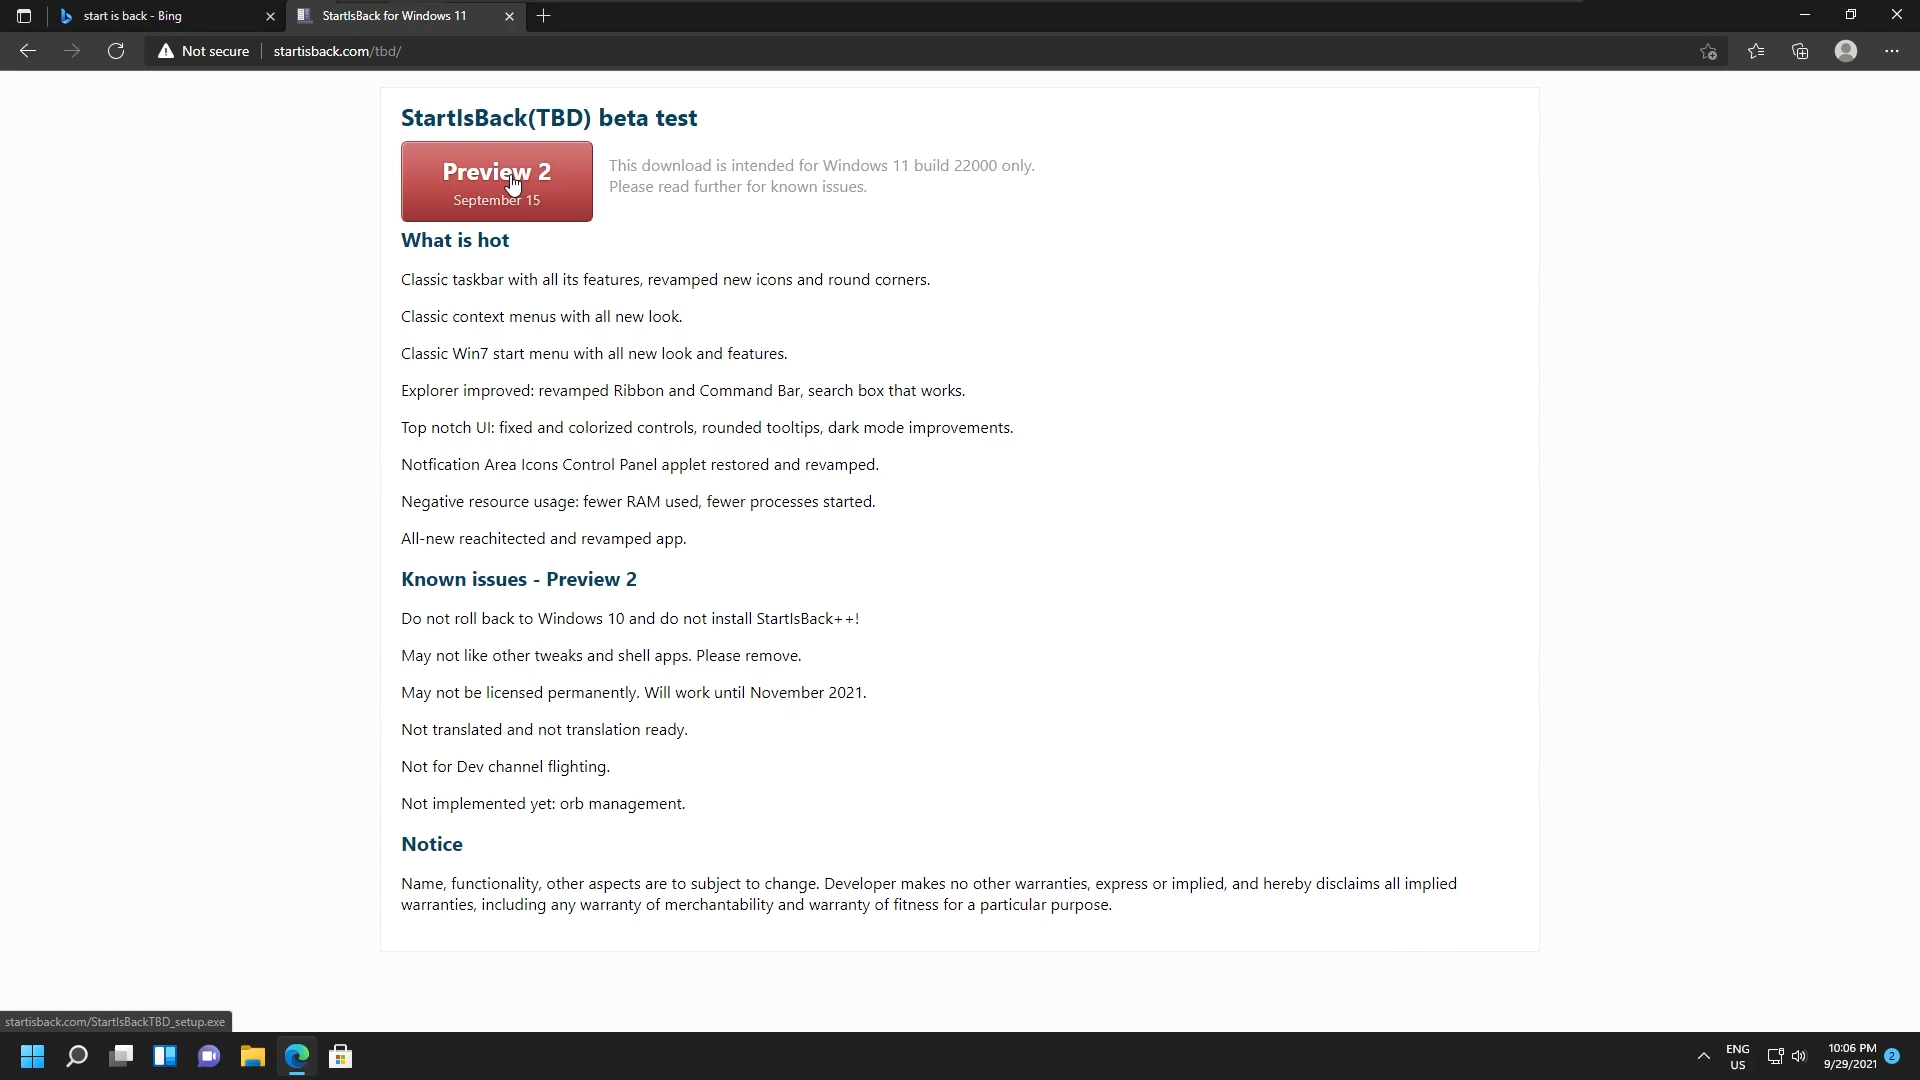 start is back - Bing
StartIsBack for Windows 11
Not secure
startisback.com/tbd/
StartIsBack(TBD) beta test
Preview 2
September 15
This download is intended for Windows 11 build 22000 only.
Please read further for known issues.
What is hot
Classic taskbar with all its features, revamped new icons and round corners.
Classic context menus with all new look.
Classic Win7 start menu with all new look and features.
Explorer improved: revamped Ribbon and Command Bar, search box that works.
Top notch UI: fixed and colorized controls, rounded tooltips, dark mode improvements.
Notfication Area Icons Control Panel applet restored and revamped.
Negative resource usage: fewer RAM used, fewer processes started.
All-new reachitected and revamped app.
Known issues - Preview 2
Do not roll back to Windows 10 and do not install StartIsBack++!
May not like other tweaks and shell apps. Please remove.
May not be licensed permanently. Will work until November 2021.
Not translated and not translation ready.
Not for Dev channel flighting.
Not implemented yet: orb management.
Notice
Name, functionality, other aspects are to subject to change. Developer makes no other warranties, express or implied, and hereby disclaims all implied
warranties, including any warranty of merchantability and warranty of fitness for a particular purpose.
startisback.com/StartIsBackTBD_setup.exe
ENG
US
10:06 PM
9/29/2021
2